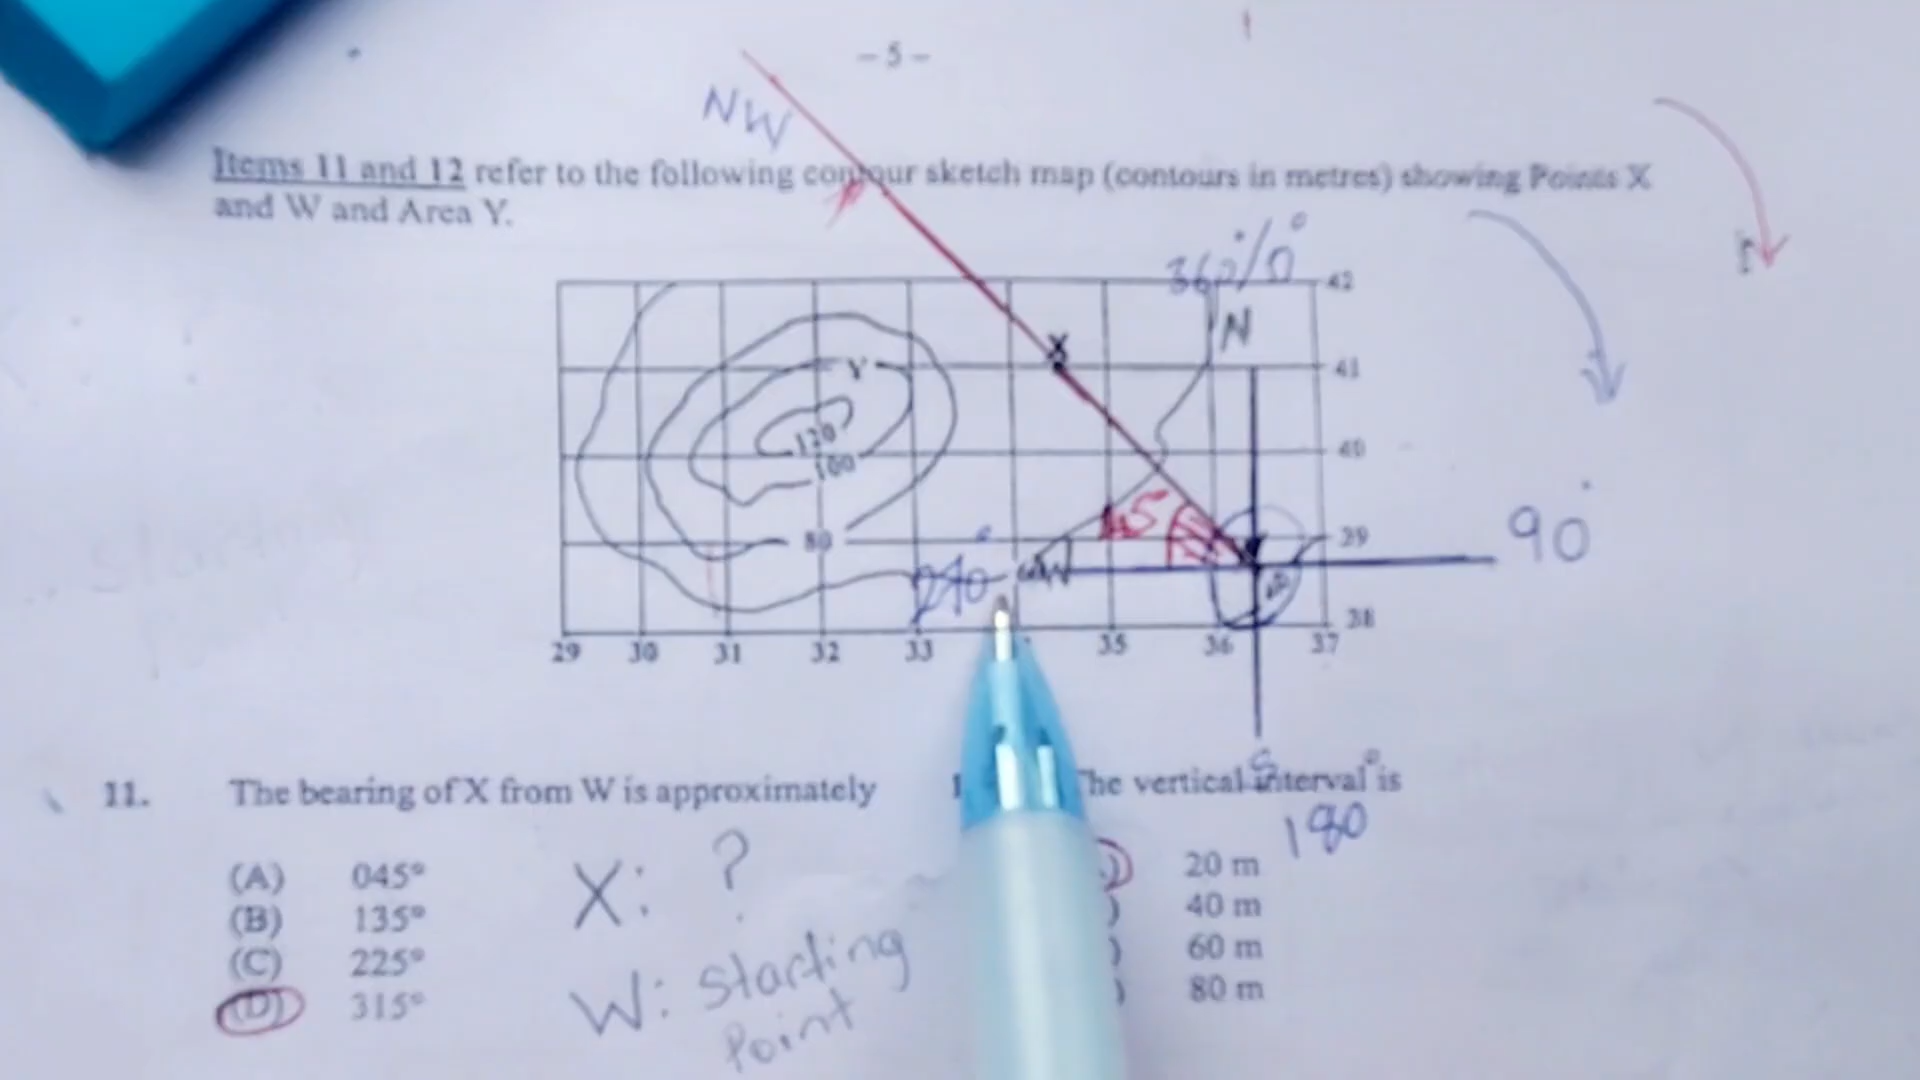 - 5 -
NW
Items 11 and 12 refer to the following contour sketch map (contours in metres) showing Points X
and W and Area Y.
360°/0°
42
N
X
41
Y
120
40
100
45
90°
39
80
W
38
29 30 31 32 33 35 36 37
S
180°
11. The bearing of X from W is approximately
(A) 045°
(B) 135°
(C) 225°
(D) 315°
X: ?
W: Starting
Point
The vertical interval is
20 m
40 m
60 m
80 m